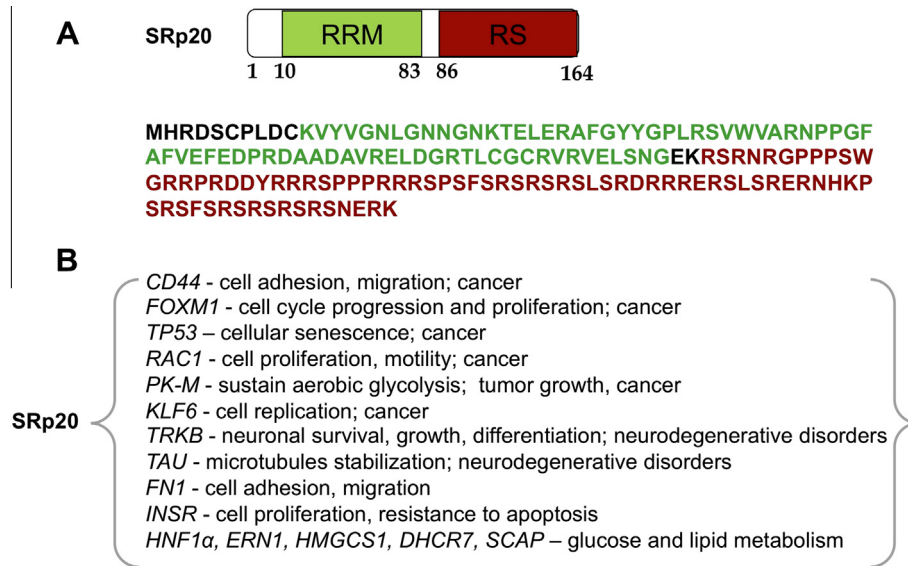 A
SRp20
RRM
RS
1 10 83 86 164
MHRDSCPLDCKVYVGNLGNNGNKTELERAFGYYGPLRSVWVARNPPGF
AFVEFEDPRDAADAVRELDGRTLCGCRVRVELSNGEKRSRNRGPPPSW
GRRPRDDYRRRSPPPRRRSPSFSRSRSRSLSRDRRRERSLSRERNHKP
SRSFSRSRSRSRSNERK
B
CD44 - cell adhesion, migration; cancer
FOXM1 - cell cycle progression and proliferation; cancer
TP53 – cellular senescence; cancer
RAC1 - cell proliferation, motility; cancer
PK-M - sustain aerobic glycolysis; tumor growth, cancer
KLF6 - cell replication; cancer
SRp20
TRKB - neuronal survival, growth, differentiation; neurodegenerative disorders
TAU - microtubules stabilization; neurodegenerative disorders
FN1 - cell adhesion, migration
INSR - cell proliferation, resistance to apoptosis
HNF1α, ERN1, HMGCS1, DHCR7, SCAP – glucose and lipid metabolism